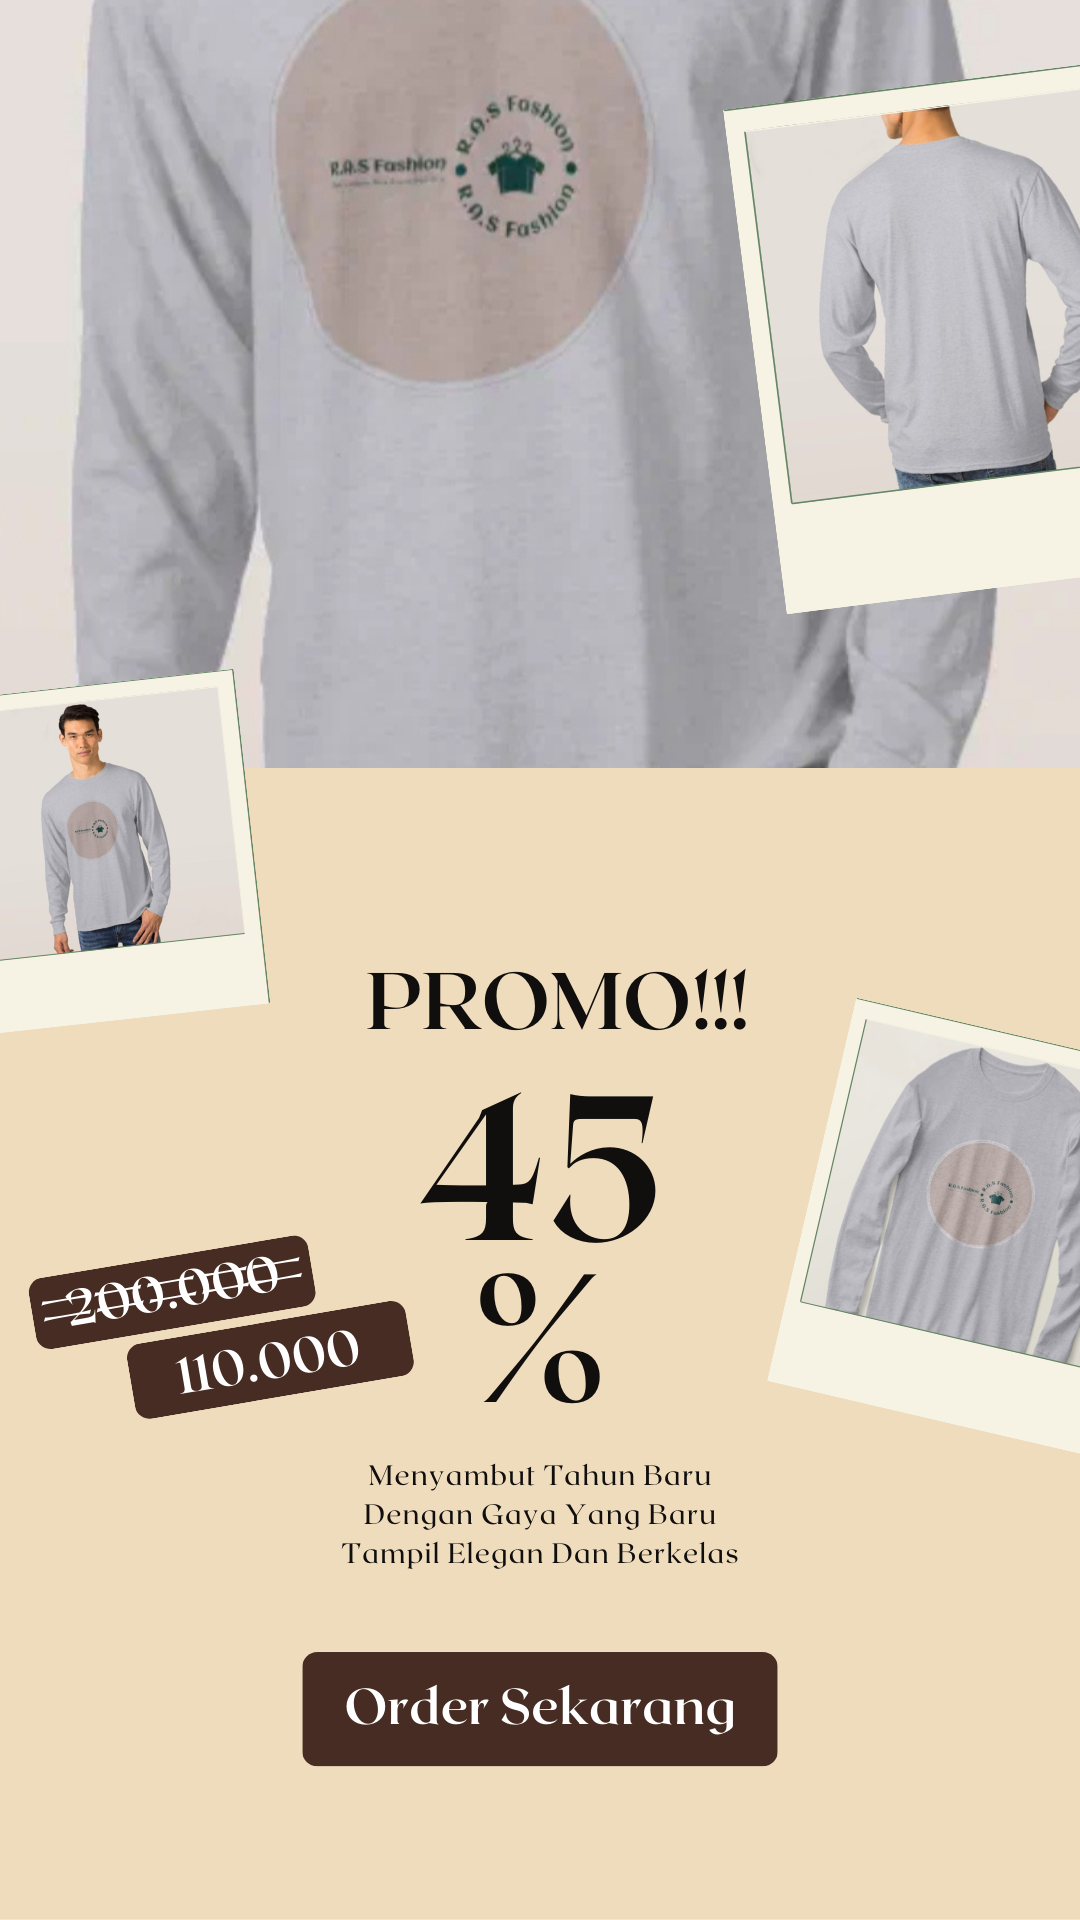 R.A.S Fashion
R.A.S Fashion
R.A.S Fashion
PROMO!!!
45
%
200.000
110.000
Menyambut Tahun Baru
Dengan Gaya Yang Baru
Tampil Elegan Dan Berkelas
Order Sekarang